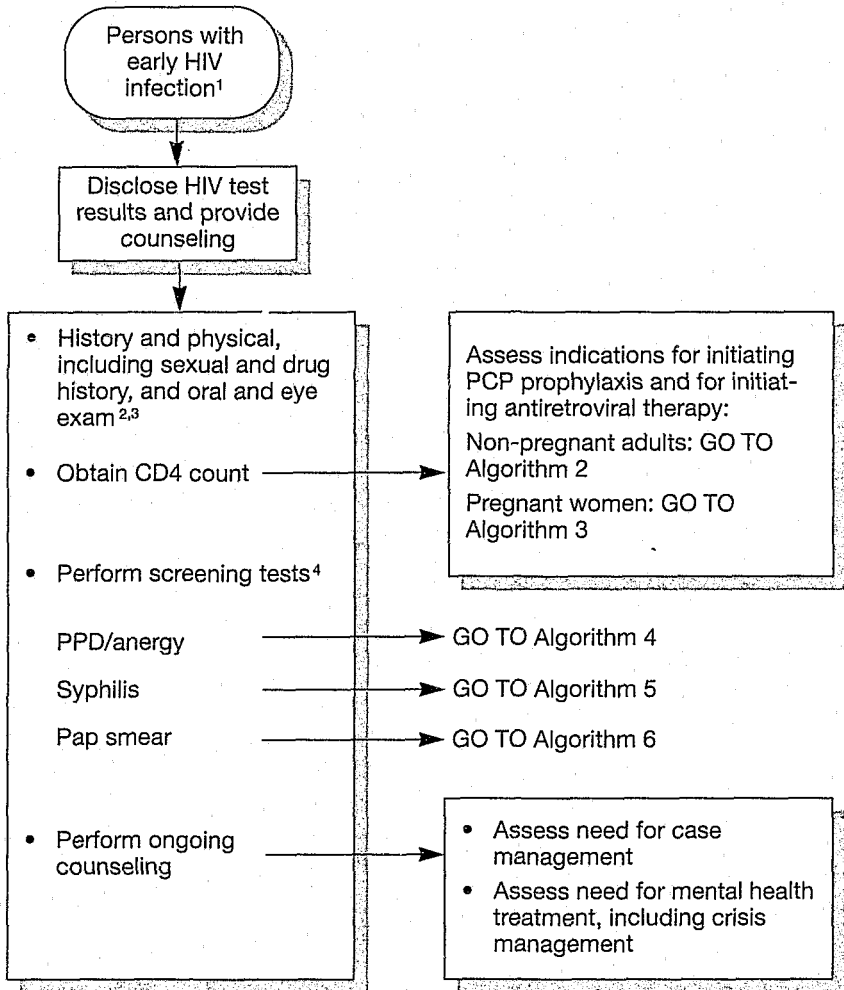 Persons with
early HIV
infection¹
Disclose HIV test
results and provide
counseling
• History and physical,
including sexual and drug
history, and oral and eye
exam ²,³
• Obtain CD4 count
• Perform screening tests⁴
PPD/anergy
Syphilis
Pap smear
• Perform ongoing
counseling
Assess indications for initiating
PCP prophylaxis and for initiat-
ing antiretroviral therapy:
Non-pregnant adults: GO TO
Algorithm 2
Pregnant women: GO TO
Algorithm 3
GO TO Algorithm 4
GO TO Algorithm 5
GO TO Algorithm 6
• Assess need for case
management
• Assess need for mental health
treatment, including crisis
management